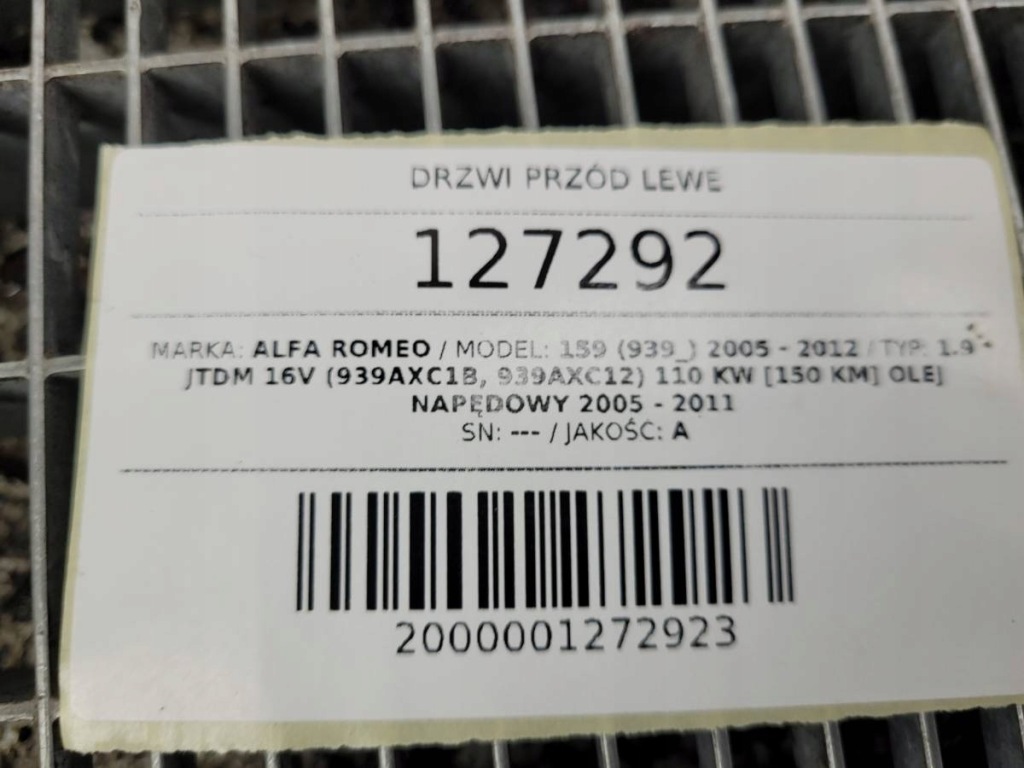 DRZWI PRZÓD LEWE
127292
MARKA: ALFA ROMEO / MODEL: 159 (939_) 2005 - 2012 / TYP: 1.9
JTDM 16V (939AXC1B, 939AXC12) 110 KW [150 KM] OLEJ
NAPĘDOWY 2005 - 2011
SN: --- / JAKOŚĆ: A
2000001272923